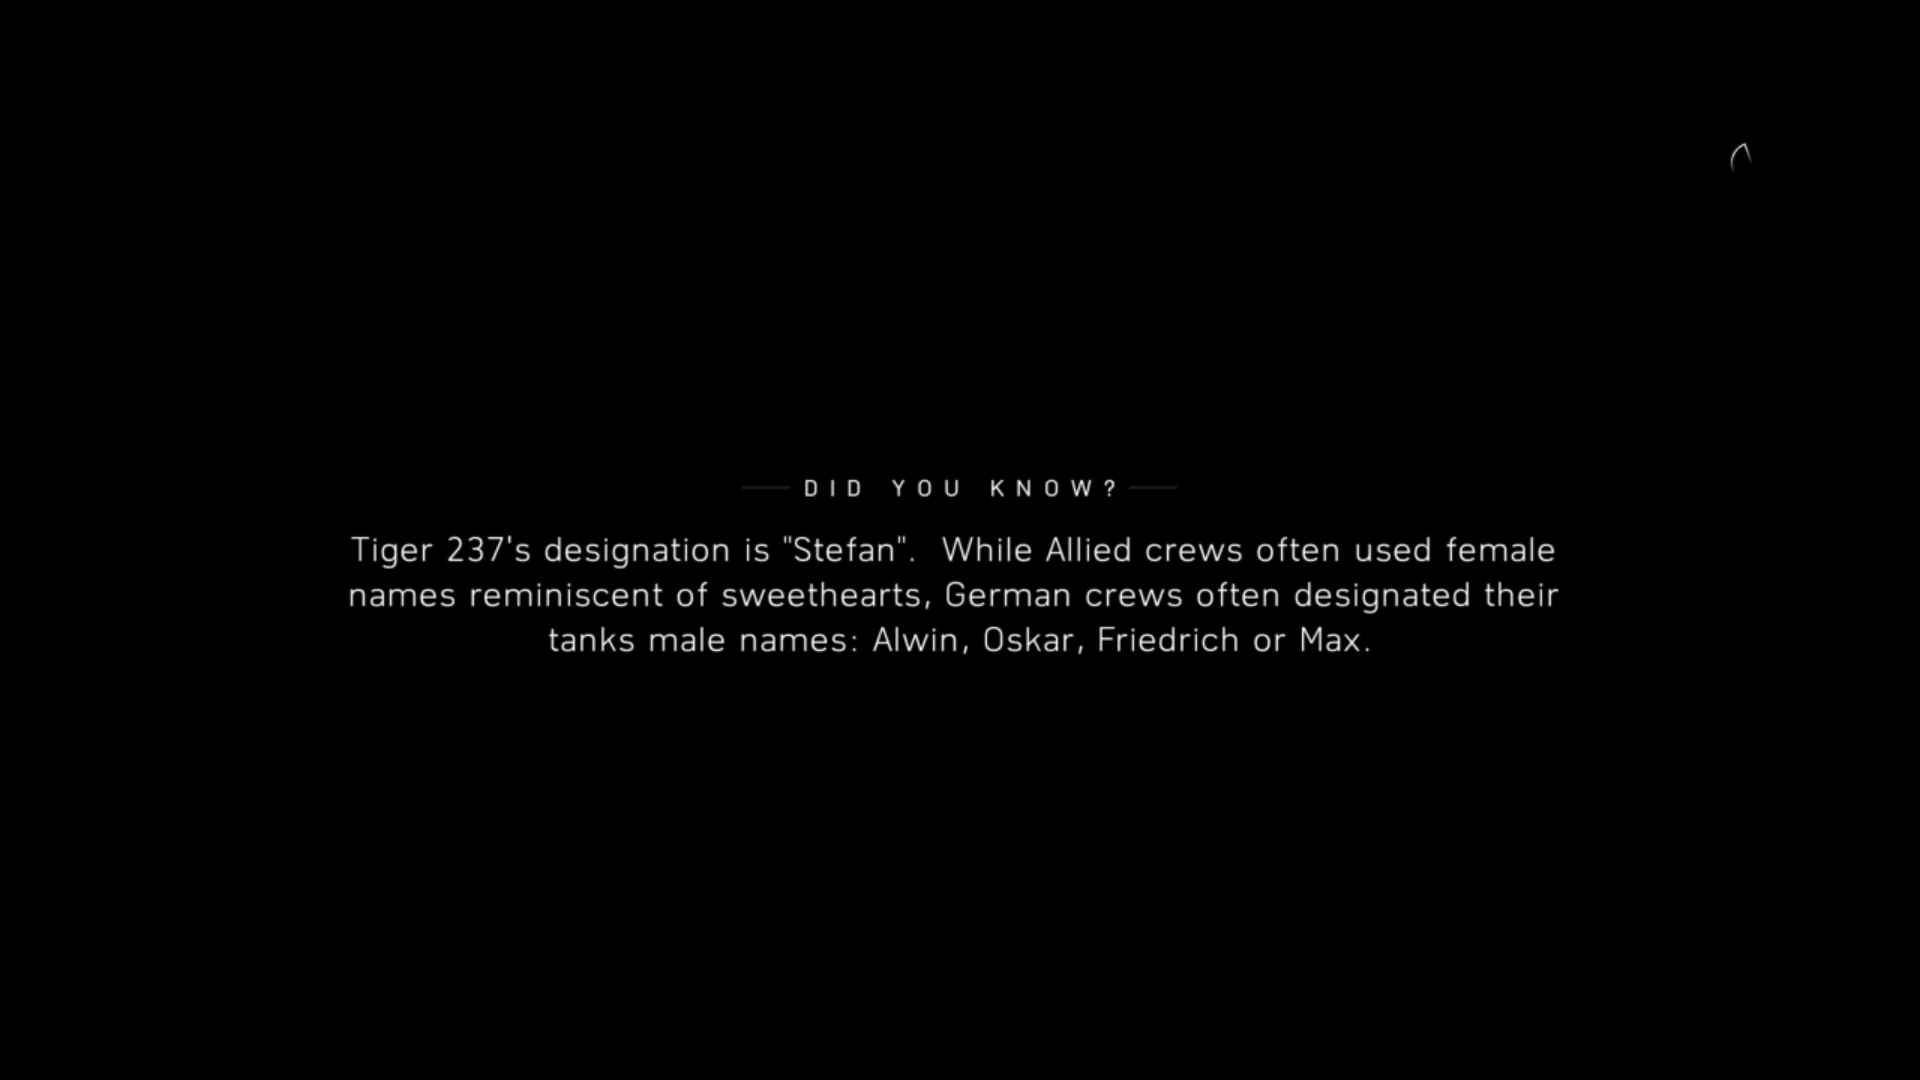 DID YOU KNOW?
Tiger 237's designation is "Stefan".  While Allied crews often used female
names reminiscent of sweethearts, German crews often designated their
tanks male names: Alwin, Oskar, Friedrich or Max.